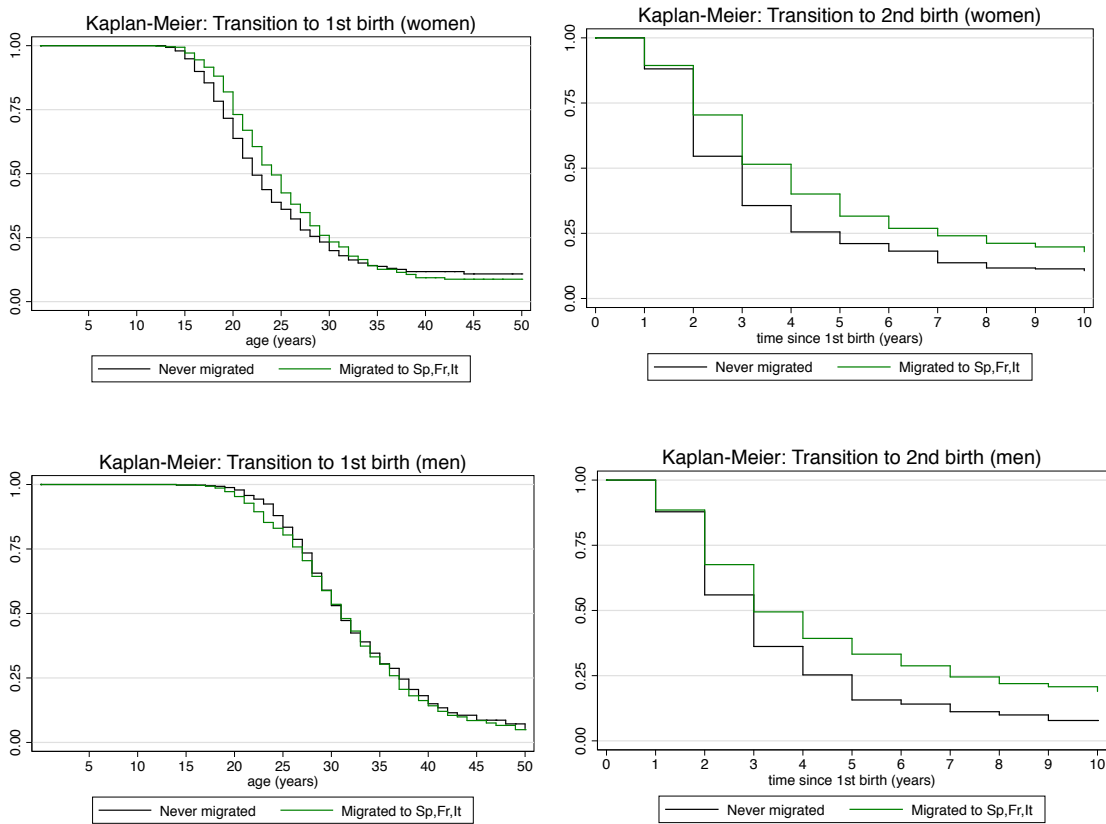 Kaplan-Meier: Transition to 1st birth (women)
1.00
0.75
0.50
0.25
0.00
5 10 15 20 25 30 35 40 45 50
age (years)
Never migrated Migrated to Sp,Fr,It
Kaplan-Meier: Transition to 2nd birth (women)
1.00
0.75
0.50
0.25
0.00
0 1 2 3 4 5 6 7 8 9 10
time since 1st birth (years)
Never migrated Migrated to Sp,Fr,It
Kaplan-Meier: Transition to 1st birth (men)
1.00
0.75
0.50
0.25
0.00
5 10 15 20 25 30 35 40 45 50
age (years)
Never migrated Migrated to Sp,Fr,It
Kaplan-Meier: Transition to 2nd birth (men)
1.00
0.75
0.50
0.25
0.00
0 1 2 3 4 5 6 7 8 9 10
time since 1st birth (years)
Never migrated Migrated to Sp,Fr,It